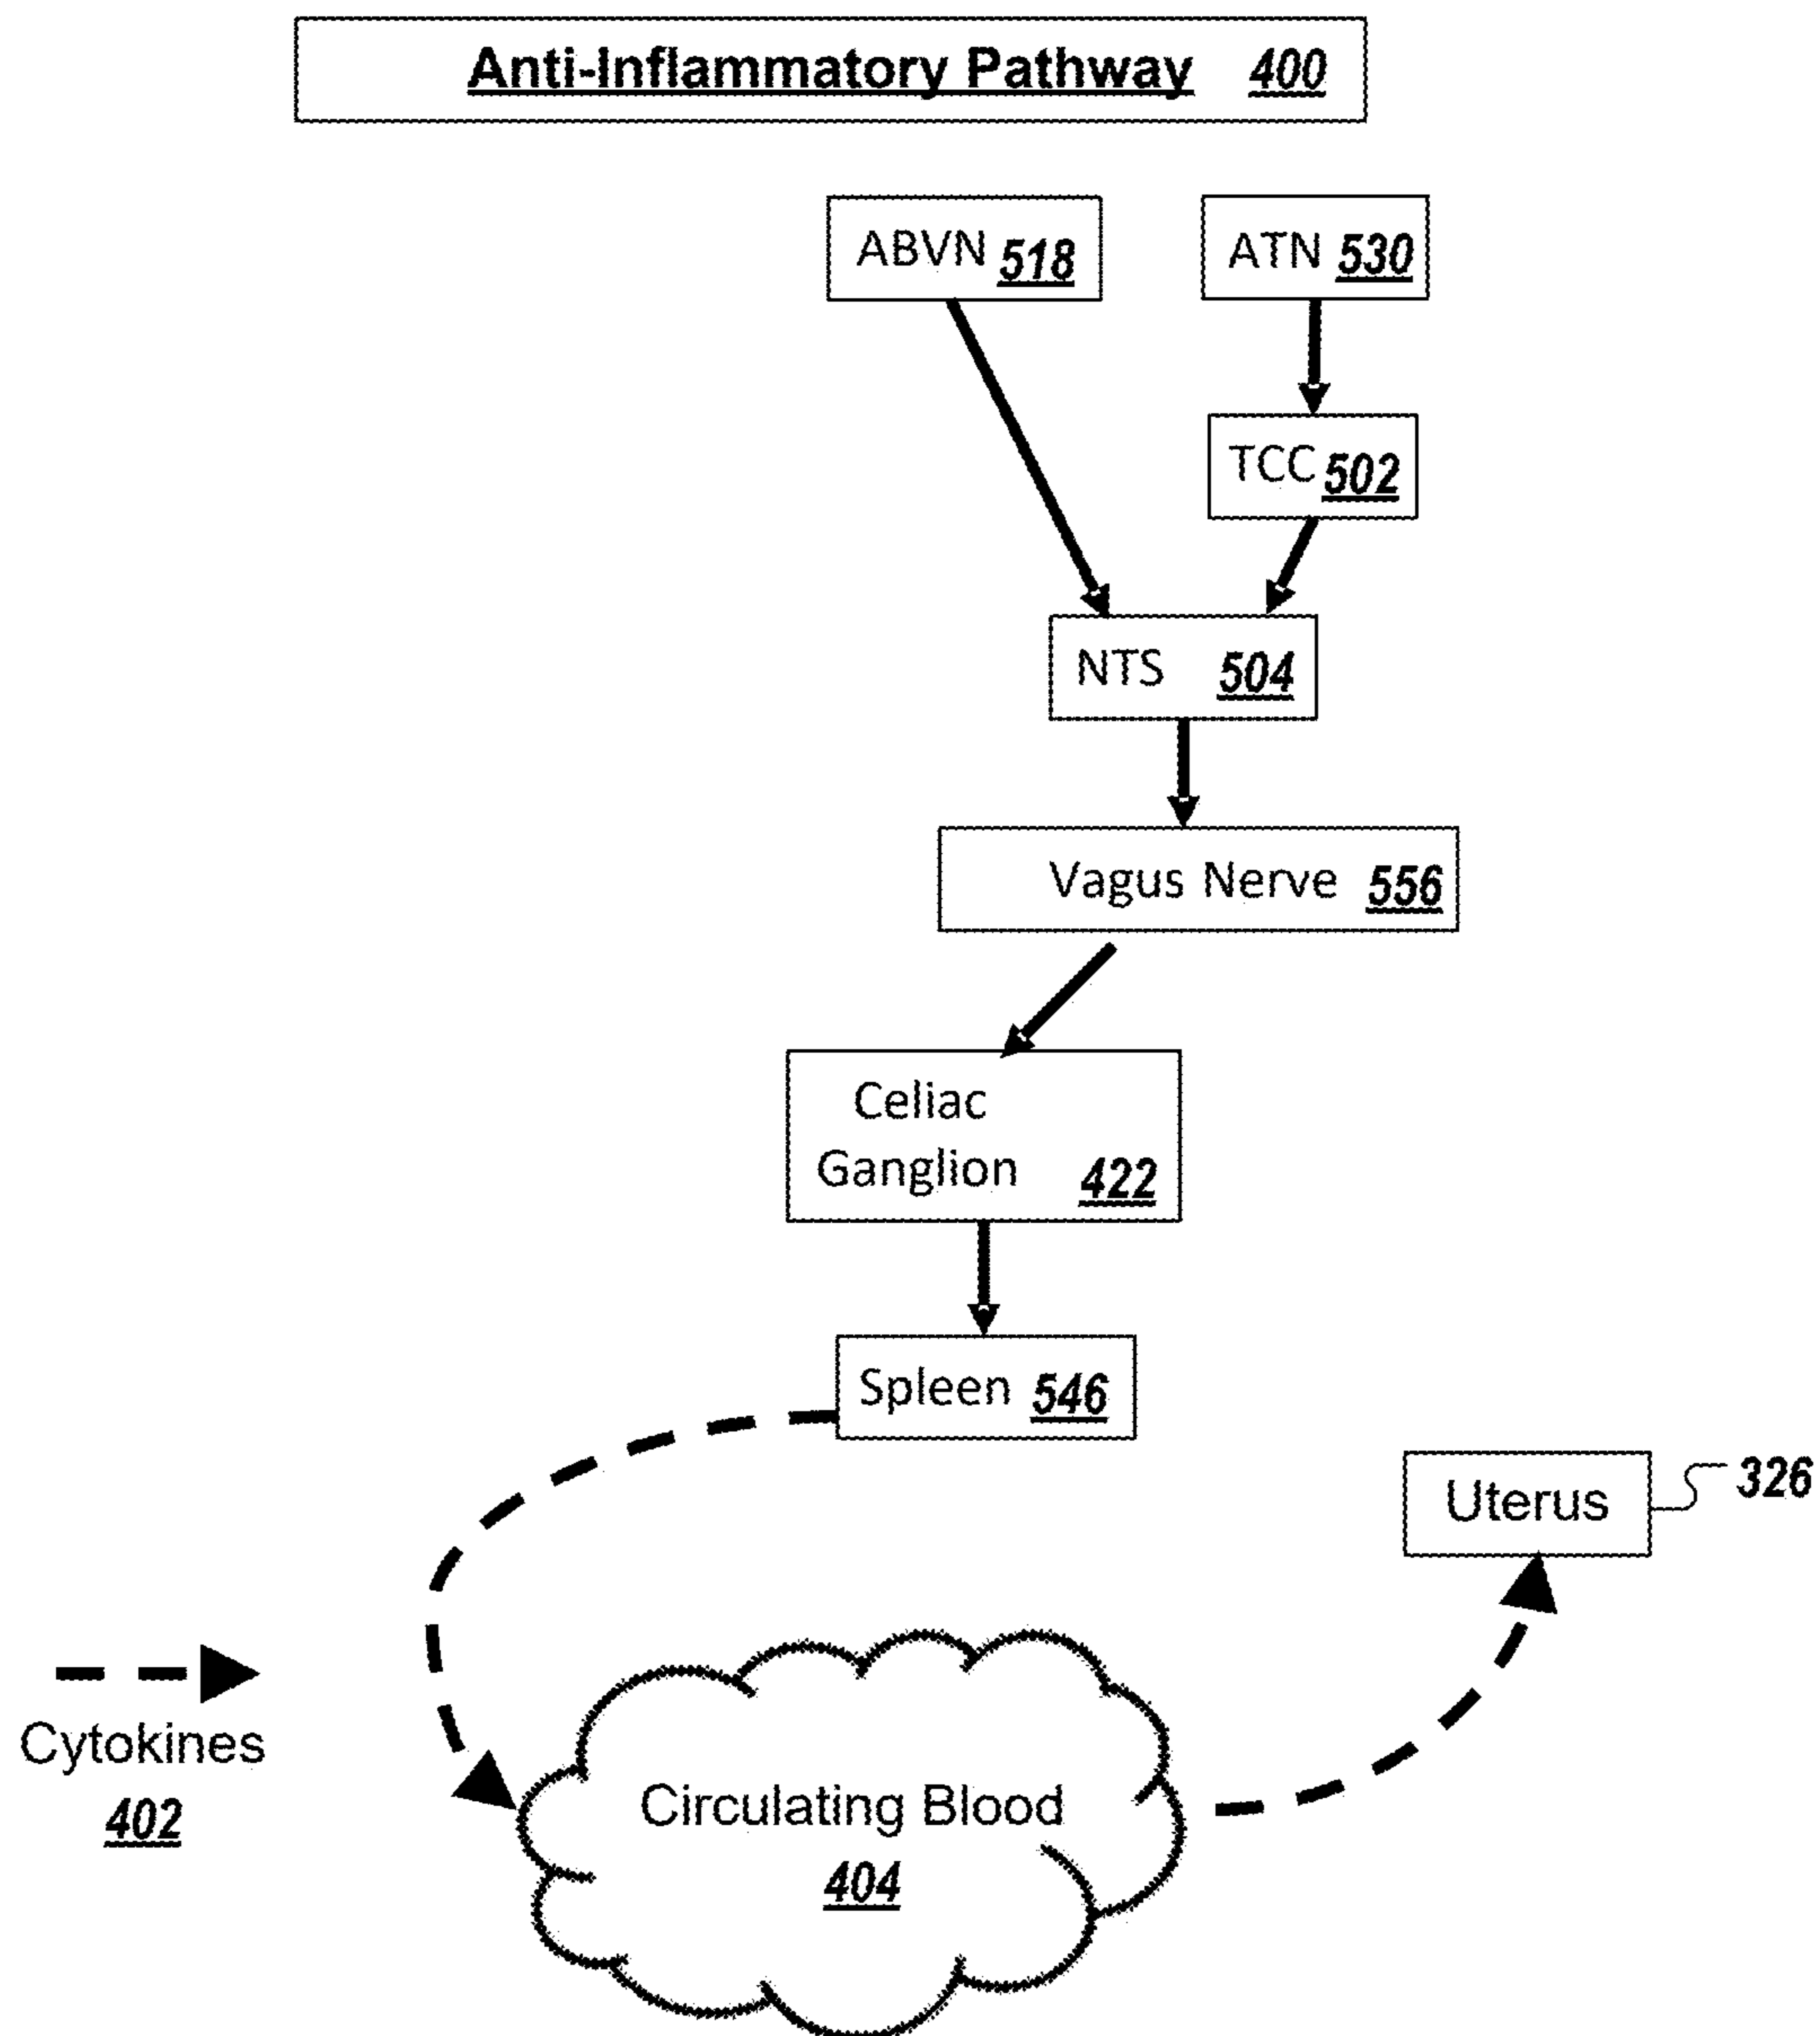 Anti-Inflammatory Pathway 400
ABVN 518
ATN 530
TCC 502
NTS 504
Vagus Nerve 556
Celiac
Ganglion 422
Spleen 546
Uterus 326
Cytokines
402
Circulating Blood
404